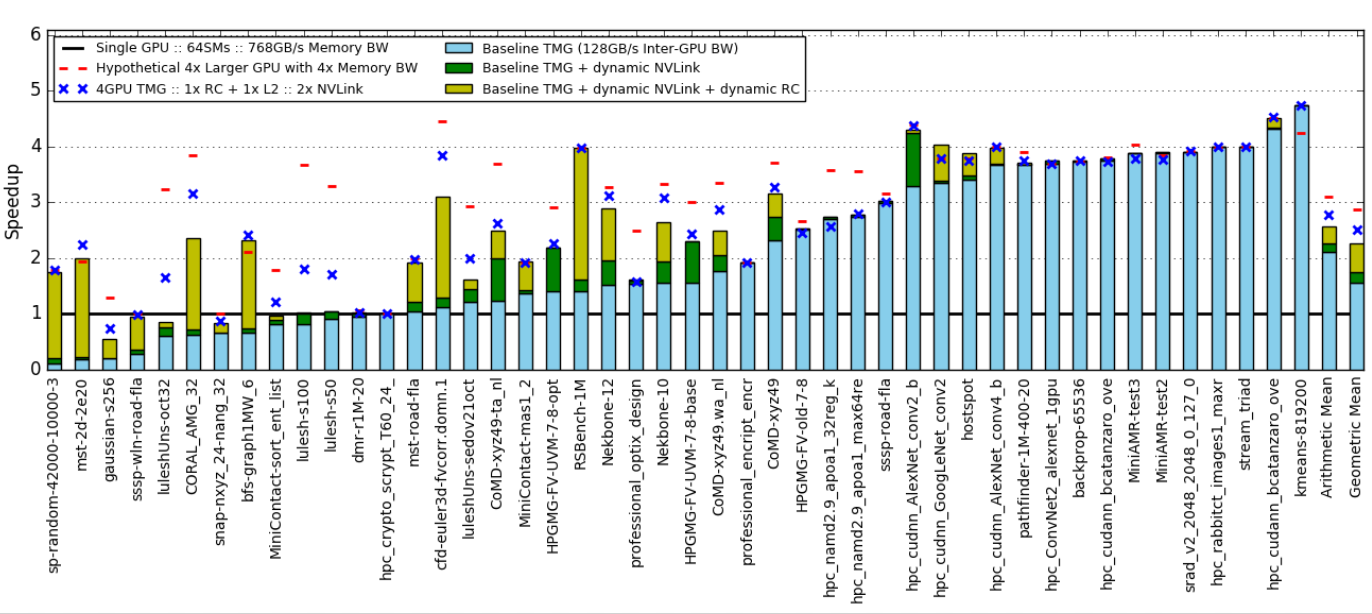 Speedup
6
5
4
3
2
1
0
Single GPU :: 64SMs :: 768GB/s Memory BW
Hypothetical 4x Larger GPU with 4x Memory BW
4GPU TMG :: 1x RC + 1x L2 :: 2x NVLink
Baseline TMG (128GB/s Inter-GPU BW)
Baseline TMG + dynamic NVLink
Baseline TMG + dynamic NVLink + dynamic RC
sp-random-42000-10000-3
mst-2d-2e20
gaussian-s256
sssp-wln-road-fla
luleshUns-oct32
CORAL_AMG_32
snap-nxyz_24-nang_32
bfs-graph1MW_6
MiniContact-sort_ent_list
lulesh-s100
lulesh-s50
dmr-r1M-20
hpc_crypto_scrypt_T60_24_
mst-road-fla
cfd-euler3d-fvcorr.domn.1
luleshUns-sedov21oct
CoMD-xyz49-ta_nl
MiniContact-mas1_2
HPGMG-FV-UVM-7-8-opt
RSBench-1M
Nekbone-12
professional_optix_design
Nekbone-10
HPGMG-FV-UVM-7-8-base
CoMD-xyz49.wa_nl
professional_encript_encr
CoMD-xyz49
HPGMG-FV-old-7-8
hpc_namd2.9_apoa1_32reg_k
hpc_namd2.9_apoa1_max64re
sssp-road-fla
hpc_cudnn_AlexNet_conv2_b
hpc_cudnn_GoogLeNet_conv2
hostspot
hpc_cudnn_AlexNet_conv4_b
pathfinder-1M-400-20
hpc_ConvNet2_alexnet_1gpu
backprop-65536
hpc_cudann_bcatanzaro_ove
MiniAMR-test3
MiniAMR-test2
srad_v2_2048_2048_0_127_0
hpc_rabbitct_images1_maxr
stream_triad
hpc_cudann_bcatanzaro_ove
kmeans-819200
Arithmetic Mean
Geometric Mean